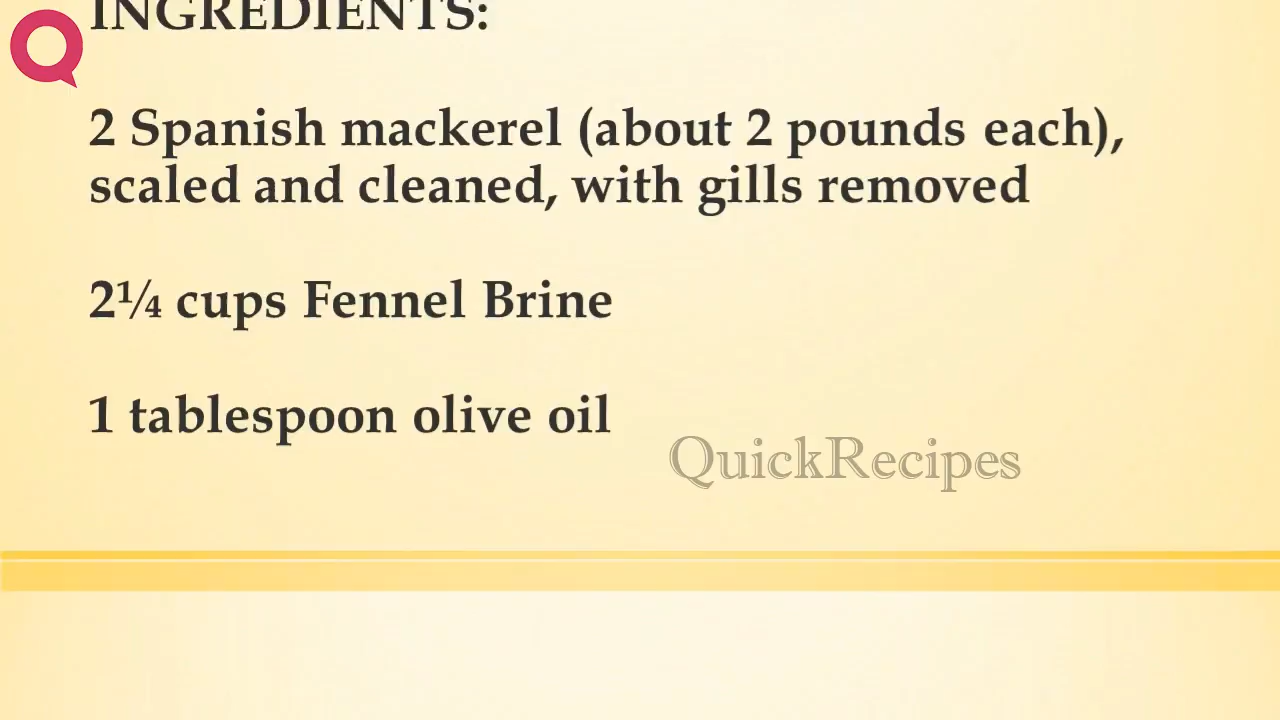 INGREDIENTS:
2 Spanish mackerel (about 2 pounds each),
scaled and cleaned, with gills removed
2¼ cups Fennel Brine
1 tablespoon olive oil
QuickRecipes